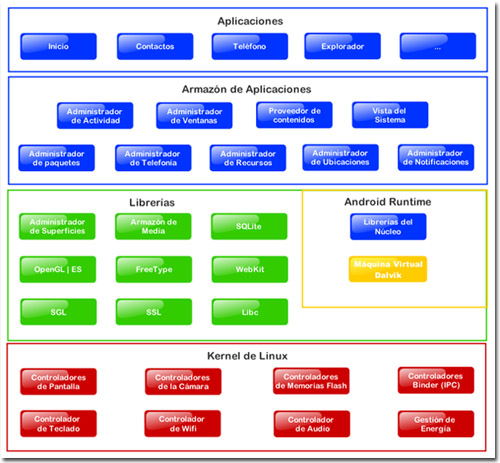 Aplicaciones
Inicio
Contactos
Teléfono
Explorador
...
Armazón de Aplicaciones
Administrador
de Actividad
Administrador
de Ventanas
Proveedor de
contenidos
Vista del
Sistema
Administrador
de paquetes
Administrador
de Telefonía
Administrador
de Recursos
Administrador
de Ubicaciones
Administrador
de Notificaciones
Librerías
Administrador
de Superficies
Armazón de
Media
SQLite
OpenGL | ES
FreeType
WebKit
SGL
SSL
Libc
Android Runtime
Librerías del
Núcleo
Máquina Virtual
Dalvik
Kernel de Linux
Controladores
de Pantalla
Controladores
de la Cámara
Controladores
de Memorias Flash
Controladores
Binder (IPC)
Controlador
de Teclado
Controlador
de Wifi
Controlador
de Audio
Gestión de
Energía